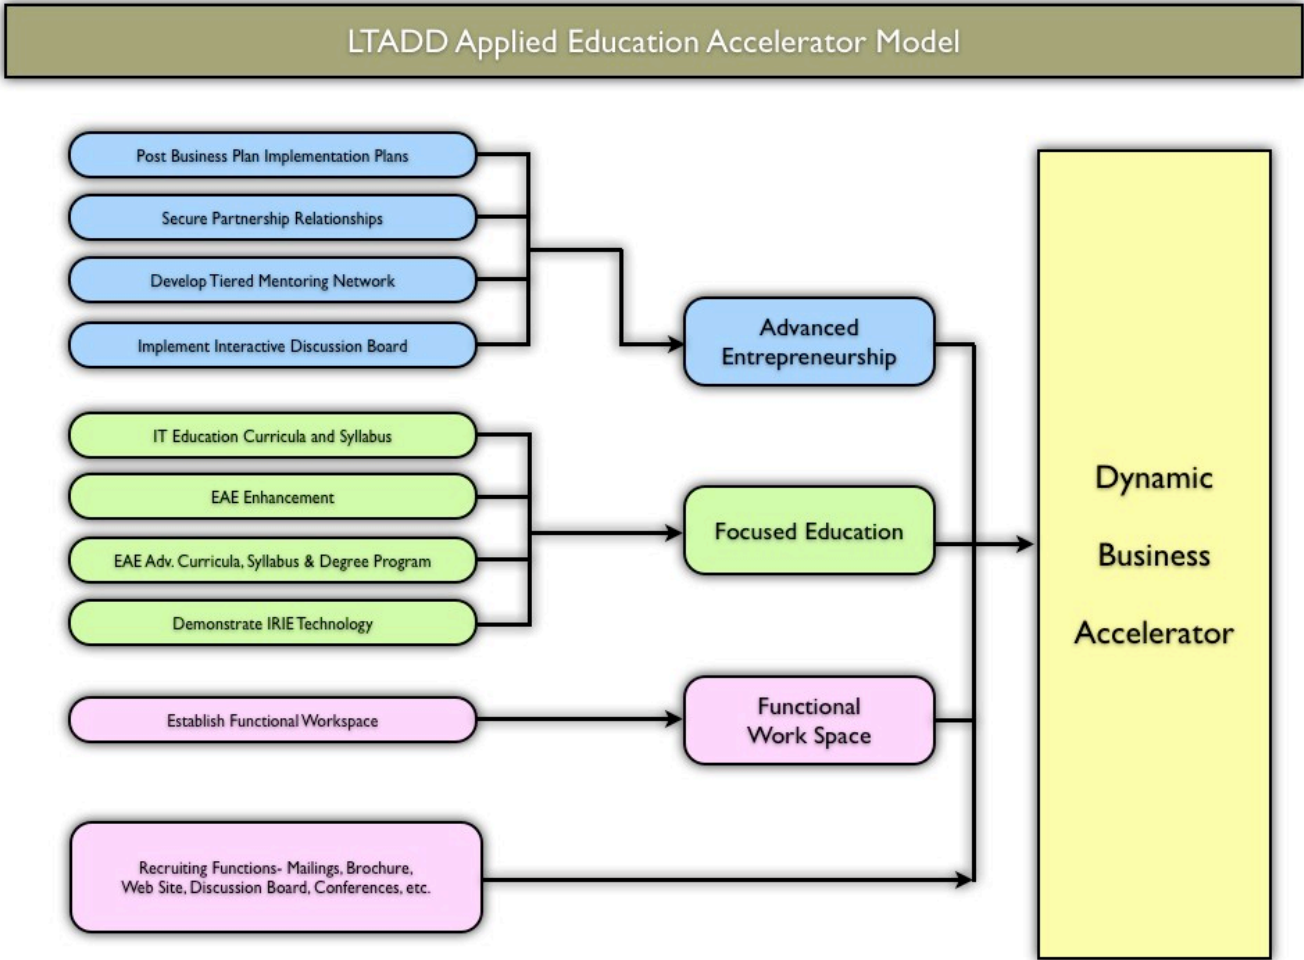 LTADD Applied Education Accelerator Model
Post Business Plan Implementation Plans
Secure Partnership Relationships
Develop Tiered Mentoring Network
Implement Interactive Discussion Board
Advanced
Entrepreneurship
IT Education Curricula and Syllabus
EAE Enhancement
EAE Adv. Curricula, Syllabus & Degree Program
Demonstrate IRIE Technology
Focused Education
Establish Functional Workspace
Functional
Work Space
Recruiting Functions- Mailings, Brochure,
Web Site, Discussion Board, Conferences, etc.
Dynamic
Business
Accelerator